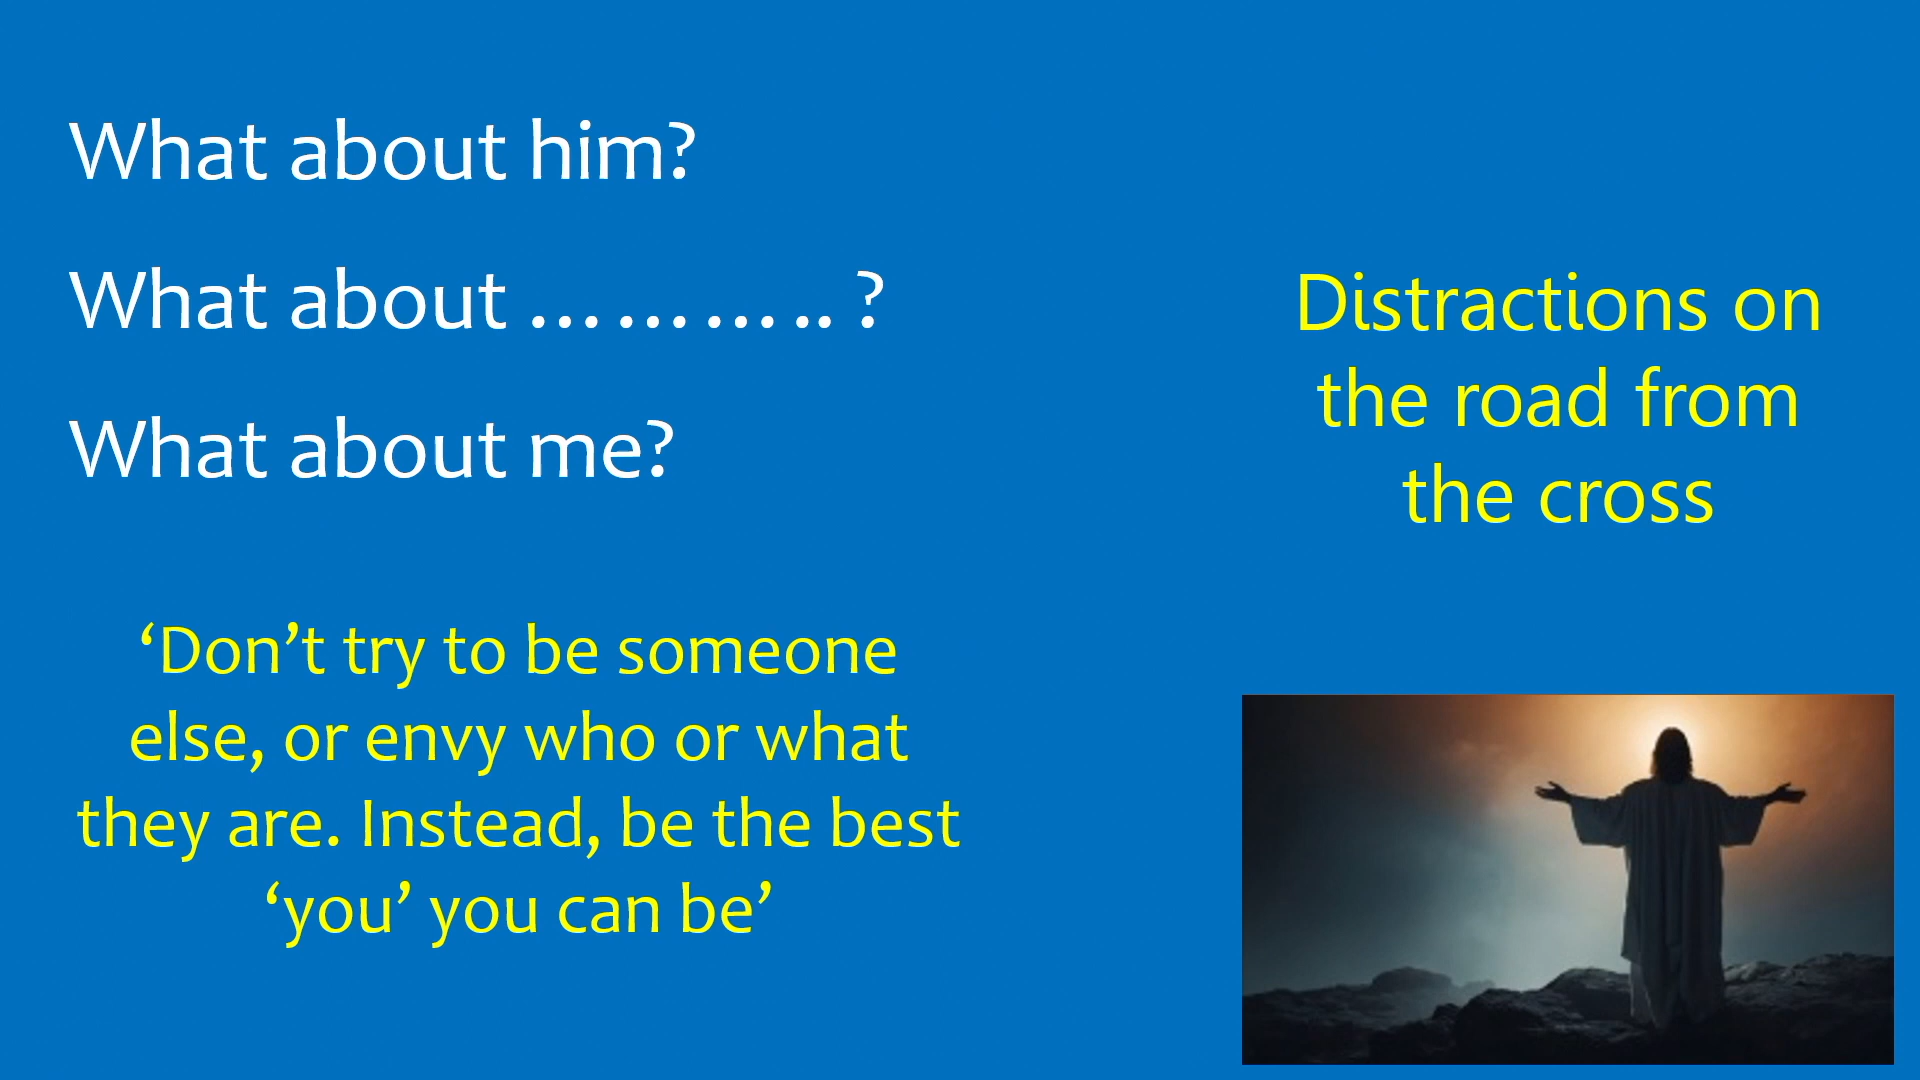 What about him?
What about ………..?
What about me?
‘Don’t try to be someone
else, or envy who or what
they are. Instead, be the best
‘you’ you can be’
Distractions on
the road from
the cross